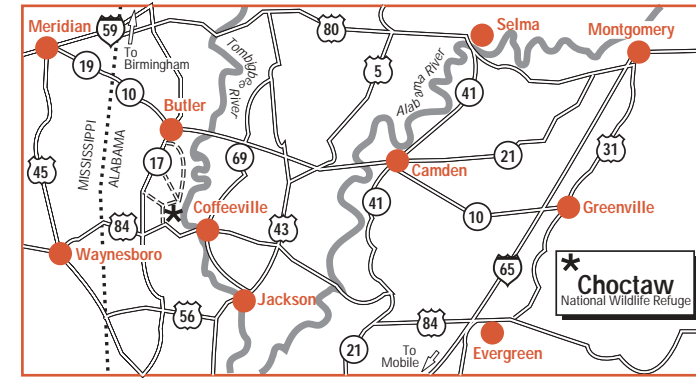 Meridian
59
To
Birmingham
80
Selma
Montgomery
19
10
Tombigbee
River
5
Alabama River
41
Butler
MISSISSIPPI
ALABAMA
17
69
21
31
45
Camden
41
10
Greenville
84
Coffeeville
43
Waynesboro
65
*
Choctaw
National Wildlife Refuge
*
56
Jackson
84
Evergreen
21
To
Mobile